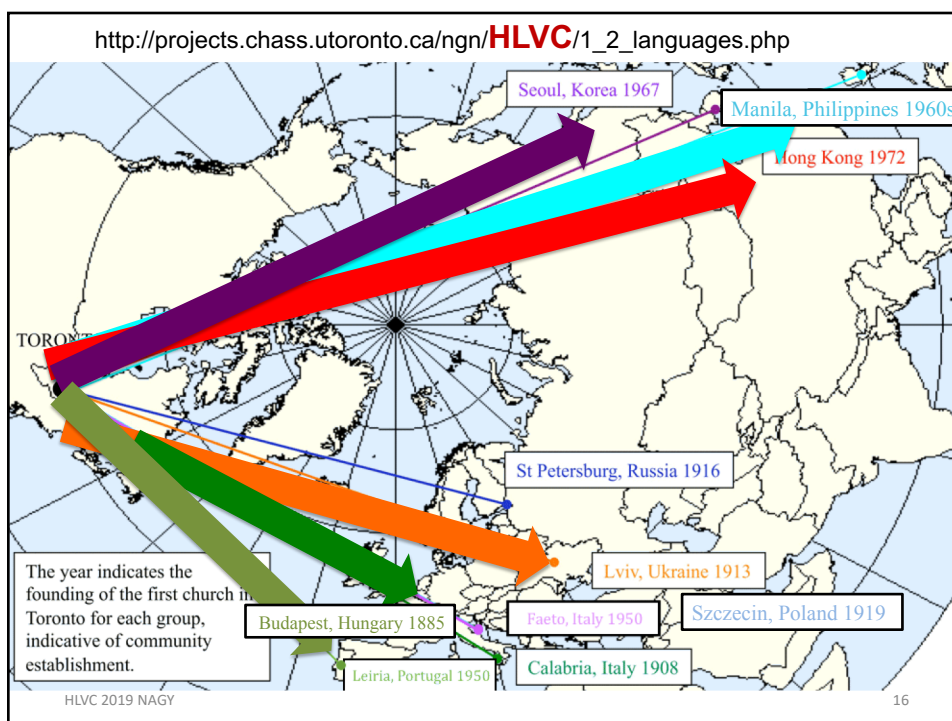 http://projects.chass.utoronto.ca/ngn/HLVC/1_2_languages.php
Seoul, Korea 1967
Manila, Philippines 1960s
Hong Kong 1972
TORONT
St Petersburg, Russia 1916
Lviv, Ukraine 1913
Szczecin, Poland 1919
Faeto, Italy 1950
Budapest, Hungary 1885
Calabria, Italy 1908
Leiria, Portugal 1950
The year indicates the
founding of the first church in
Toronto for each group,
indicative of community
establishment.
HLVC 2019 NAGY
16